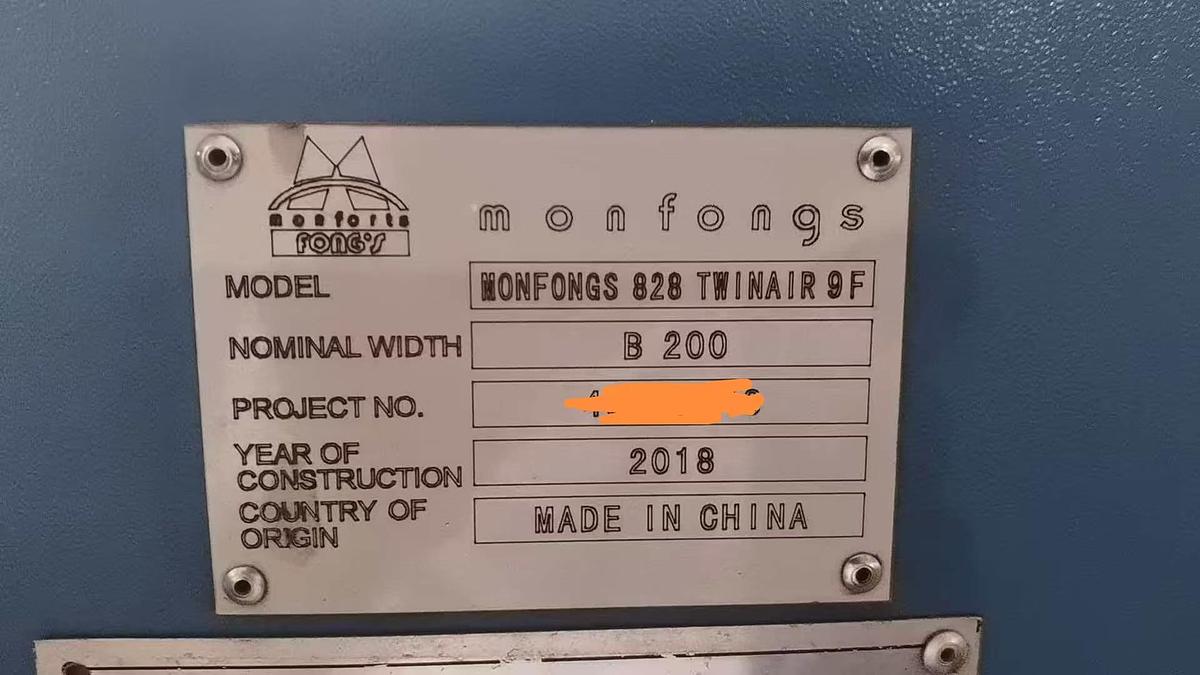 monforts
FONG'S
monfongs
MODEL MONFONGS 828 TWINAIR 9F
NOMINAL WIDTH B 200
PROJECT NO.
YEAR OF
CONSTRUCTION 2018
COUNTRY OF
ORIGIN MADE IN CHINA